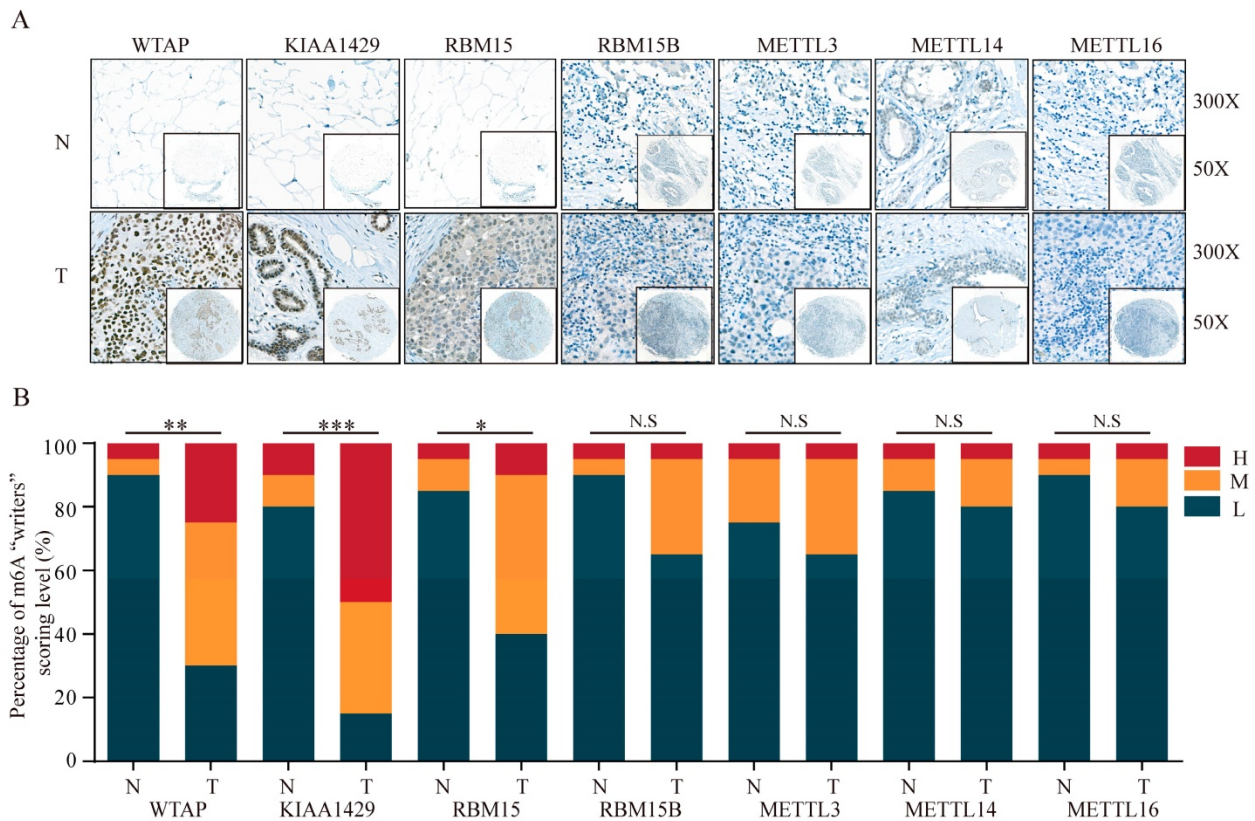 A
WTAP KIAA1429 RBM15 RBM15B METTL3 METTL14 METTL16
N
300X
50X
T
300X
50X
B
** *** * N.S N.S N.S N.S
H
M
L
Percentage of m6A “writers”
scoring level (%)
100
80
60
40
20
0
N T N T N T N T N T N T N T
WTAP KIAA1429 RBM15 RBM15B METTL3 METTL14 METTL16